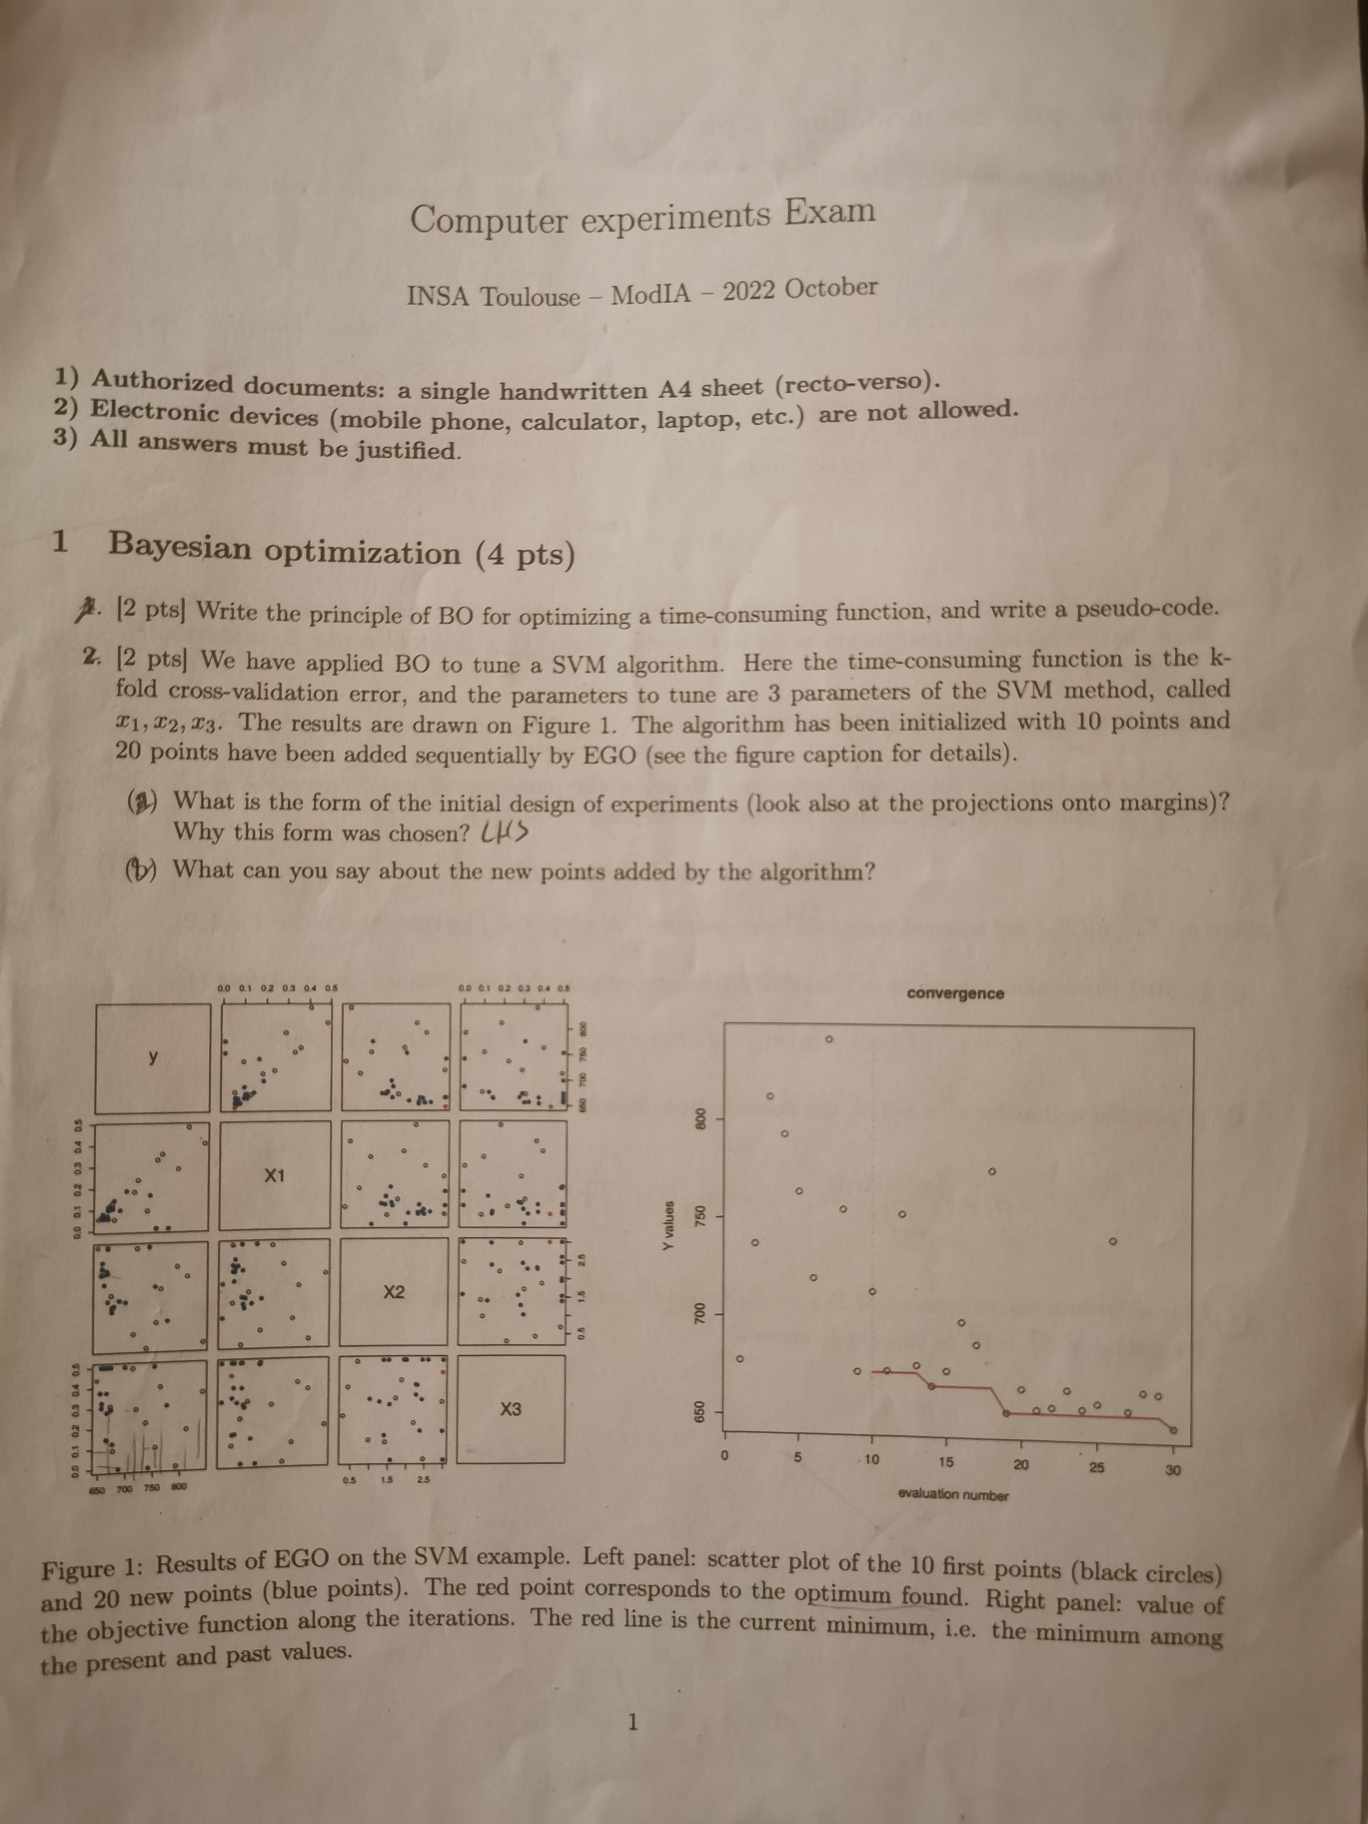 Computer experiments Exam
INSA Toulouse – ModIA – 2022 October
1) Authorized documents: a single handwritten A4 sheet (recto-verso).
2) Electronic devices (mobile phone, calculator, laptop, etc.) are not allowed.
3) All answers must be justified.
1 Bayesian optimization (4 pts)
1. [2 pts] Write the principle of BO for optimizing a time-consuming function, and write a pseudo-code.
2. [2 pts] We have applied BO to tune a SVM algorithm. Here the time-consuming function is the k-
fold cross-validation error, and the parameters to tune are 3 parameters of the SVM method, called
x1, x2, x3. The results are drawn on Figure 1. The algorithm has been initialized with 10 points and
20 points have been added sequentially by EGO (see the figure caption for details).
(a) What is the form of the initial design of experiments (look also at the projections onto margins)?
Why this form was chosen? LHS
(b) What can you say about the new points added by the algorithm?
0.0 0.1 0.2 0.3 0.4 0.5
0.0 0.1 0.2 0.3 0.4 0.5
y
650 700 750 800
0.0 0.1 0.2 0.3 0.4 0.5
X1
X2
0.5 1.5 2.5
0.0 0.1 0.2 0.3 0.4 0.5
X3
650 700 750 800
0.5 1.5 2.5
convergence
Y values
650 700 750 800
0 5 10 15 20 25 30
evaluation number
Figure 1: Results of EGO on the SVM example. Left panel: scatter plot of the 10 first points (black circles)
and 20 new points (blue points). The red point corresponds to the optimum found. Right panel: value of
the objective function along the iterations. The red line is the current minimum, i.e. the minimum among
the present and past values.
1